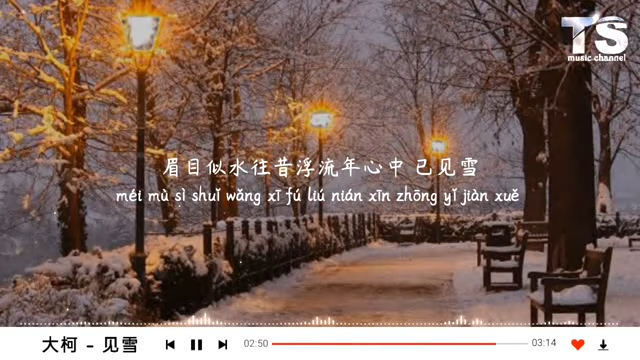 TS
music channel
眉目似水往昔浮流年心中 已见雪
méi mù sì shuǐ wǎng xī fú liú nián xīn zhōng yǐ jiàn xuě
大柯 - 见雪
02:50
03:14